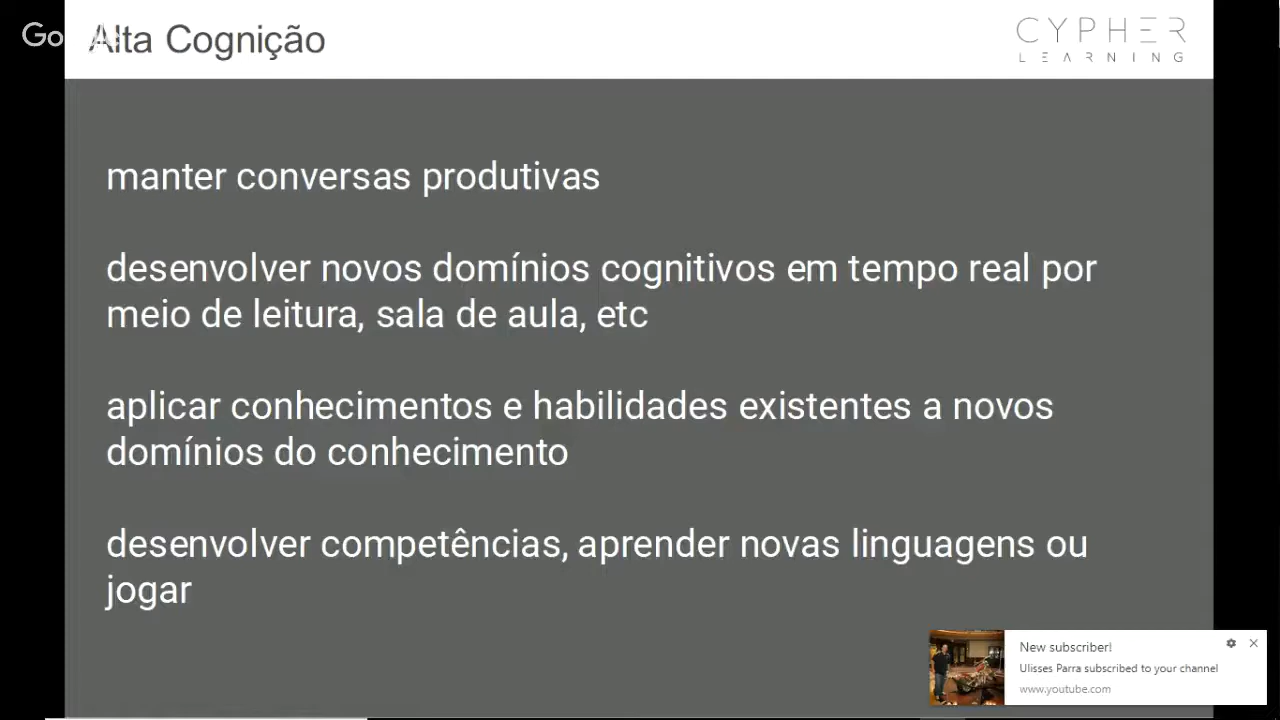 Alta Cognição
CYPHER
LEARNING
manter conversas produtivas
desenvolver novos domínios cognitivos em tempo real por
meio de leitura, sala de aula, etc
aplicar conhecimentos e habilidades existentes a novos
domínios do conhecimento
desenvolver competências, aprender novas linguagens ou
jogar
New subscriber!
Ulisses Parra subscribed to your channel
www.youtube.com